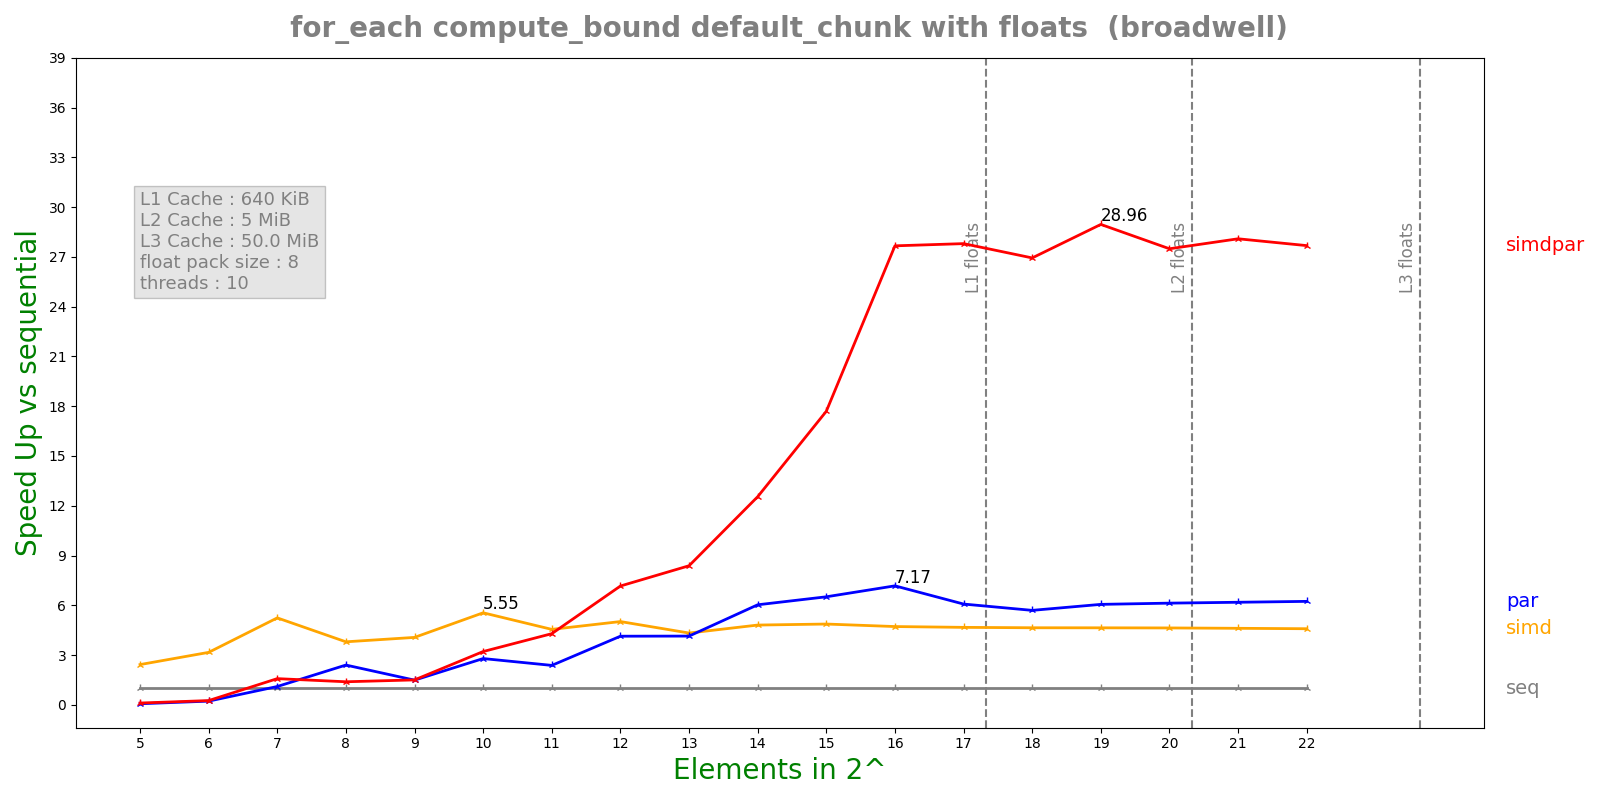 for_each compute_bound default_chunk with floats  (broadwell)
Speed Up vs sequential
39
36
33
30
27
24
21
18
15
12
9
6
3
0
L1 Cache : 640 KiB
L2 Cache : 5 MiB
L3 Cache : 50.0 MiB
float pack size : 8
threads : 10
5.55
7.17
28.96
L1 floats
L2 floats
L3 floats
simdpar
par
simd
seq
5 6 7 8 9 10 11 12 13 14 15 16 17 18 19 20 21 22
Elements in 2^